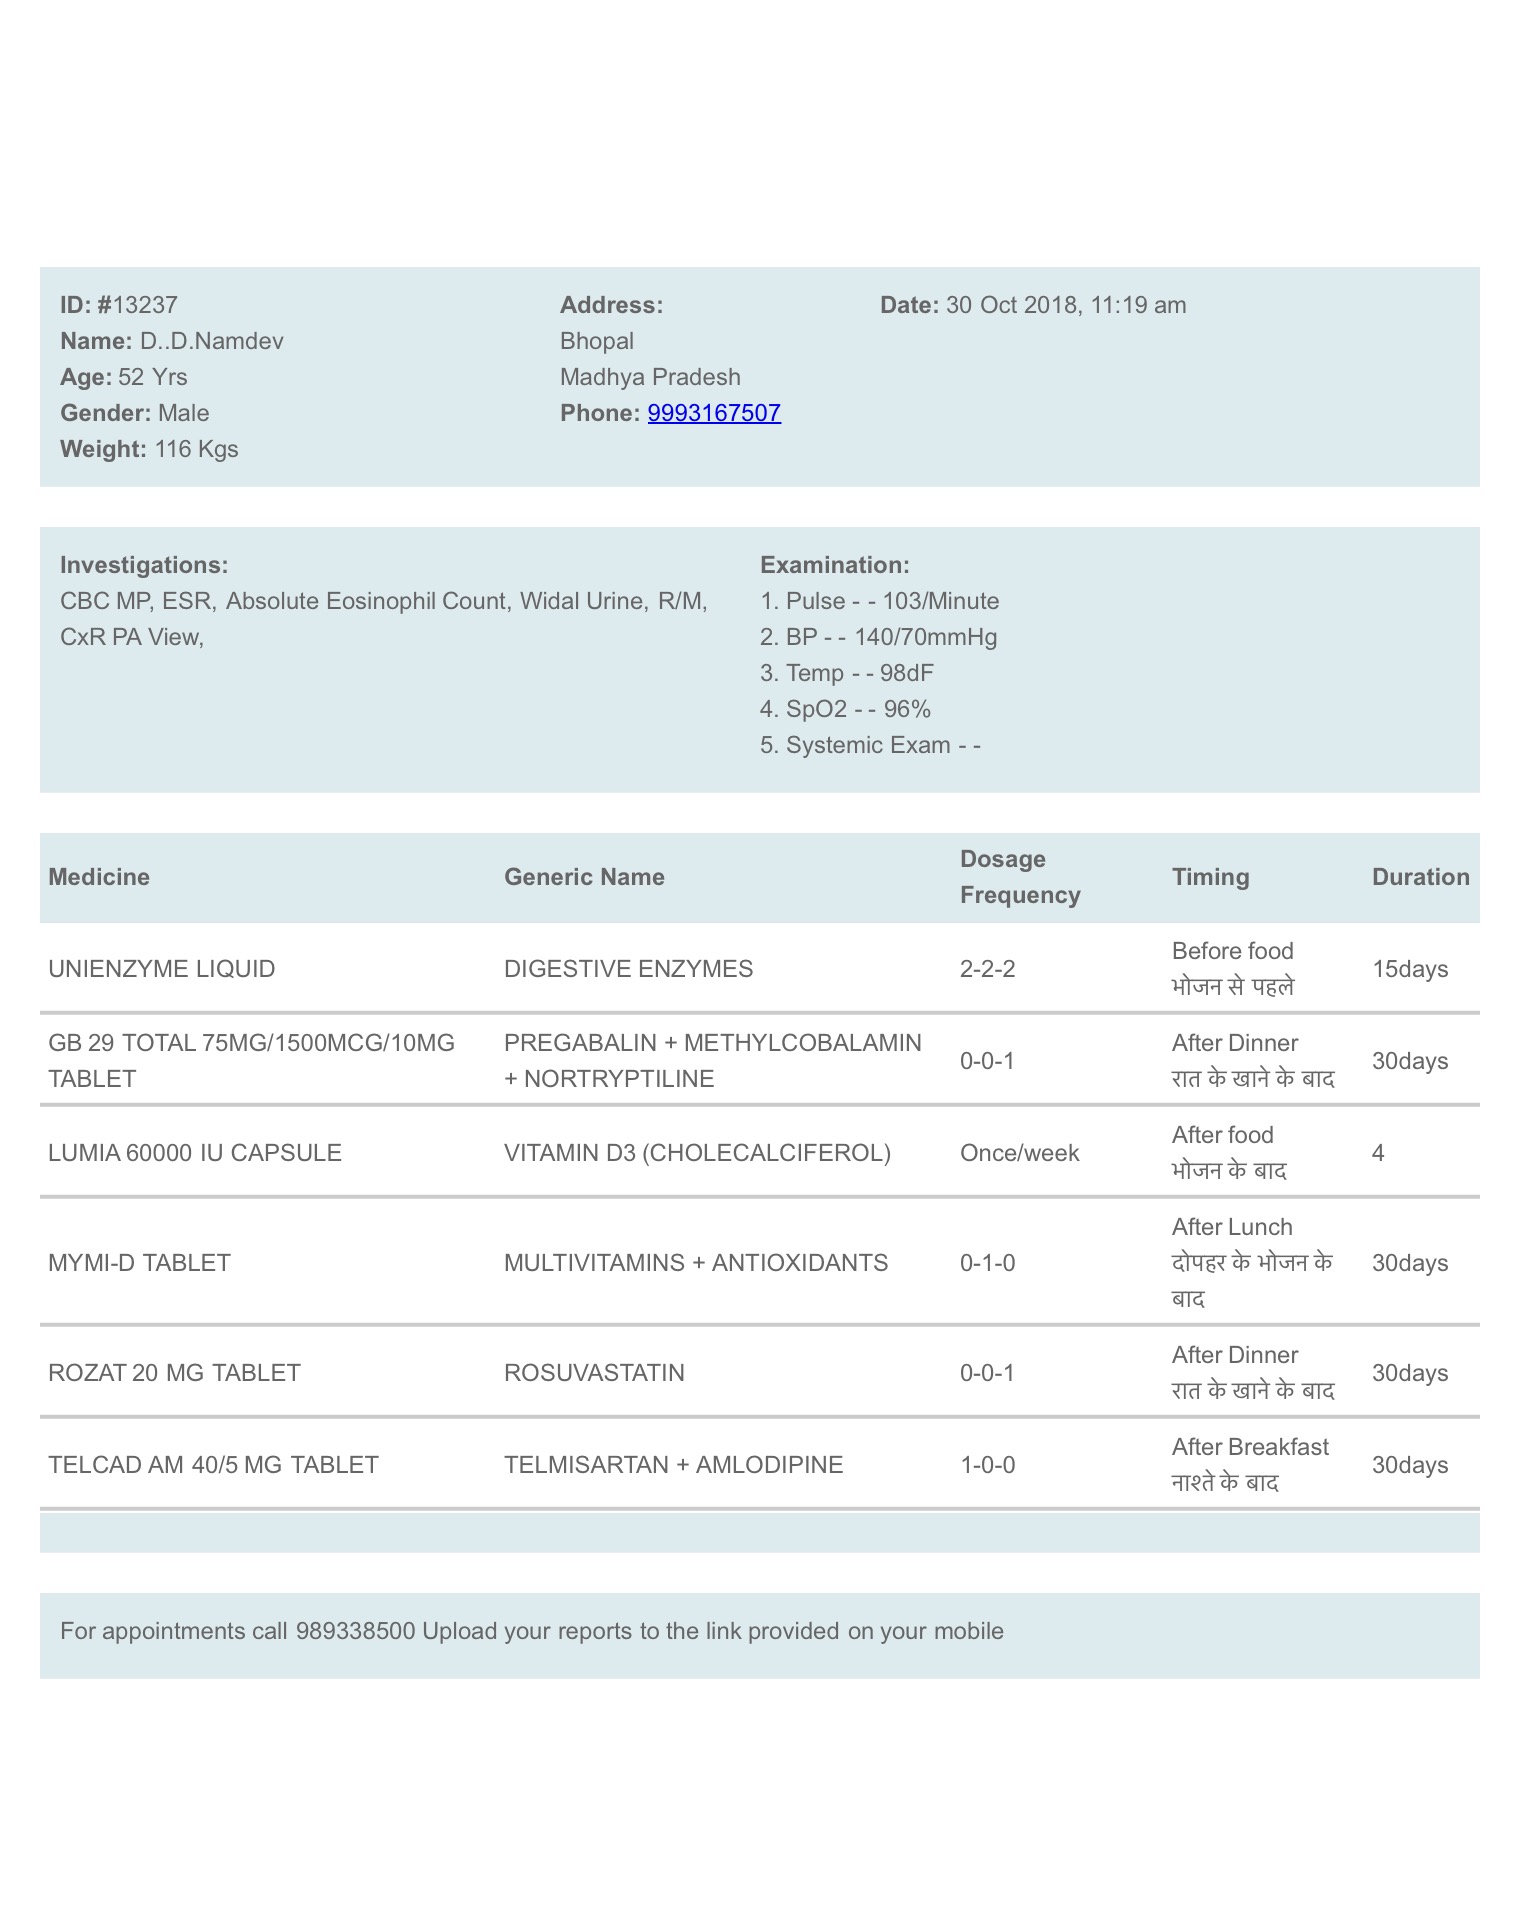 ID: #13237
Name: D..D.Namdev
Age: 52 Yrs
Gender: Male
Weight: 116 Kgs
Address:
Bhopal
Madhya Pradesh
Phone: 9993167507
Date: 30 Oct 2018, 11:19 am
Investigations:
CBC MP, ESR, Absolute Eosinophil Count, Widal Urine, R/M,
CxR PA View,
Examination:
1. Pulse - - 103/Minute
2. BP - - 140/70mmHg
3. Temp - - 98dF
4. SpO2 - - 96%
5. Systemic Exam - -
Medicine
Generic Name
Dosage
Frequency
Timing
Duration
UNIENZYME LIQUID
DIGESTIVE ENZYMES
2-2-2
Before food
भोजन से पहले
15days
GB 29 TOTAL 75MG/1500MCG/10MG
TABLET
PREGABALIN + METHYLCOBALAMIN
+ NORTRYPTILINE
0-0-1
After Dinner
रात के खाने के बाद
30days
LUMIA 60000 IU CAPSULE
VITAMIN D3 (CHOLECALCIFEROL)
Once/week
After food
भोजन के बाद
4
MYMI-D TABLET
MULTIVITAMINS + ANTIOXIDANTS
0-1-0
After Lunch
दोपहर के भोजन के
बाद
30days
ROZAT 20 MG TABLET
ROSUVASTATIN
0-0-1
After Dinner
रात के खाने के बाद
30days
TELCAD AM 40/5 MG TABLET
TELMISARTAN + AMLODIPINE
1-0-0
After Breakfast
नाश्ते के बाद
30days
For appointments call 989338500 Upload your reports to the link provided on your mobile